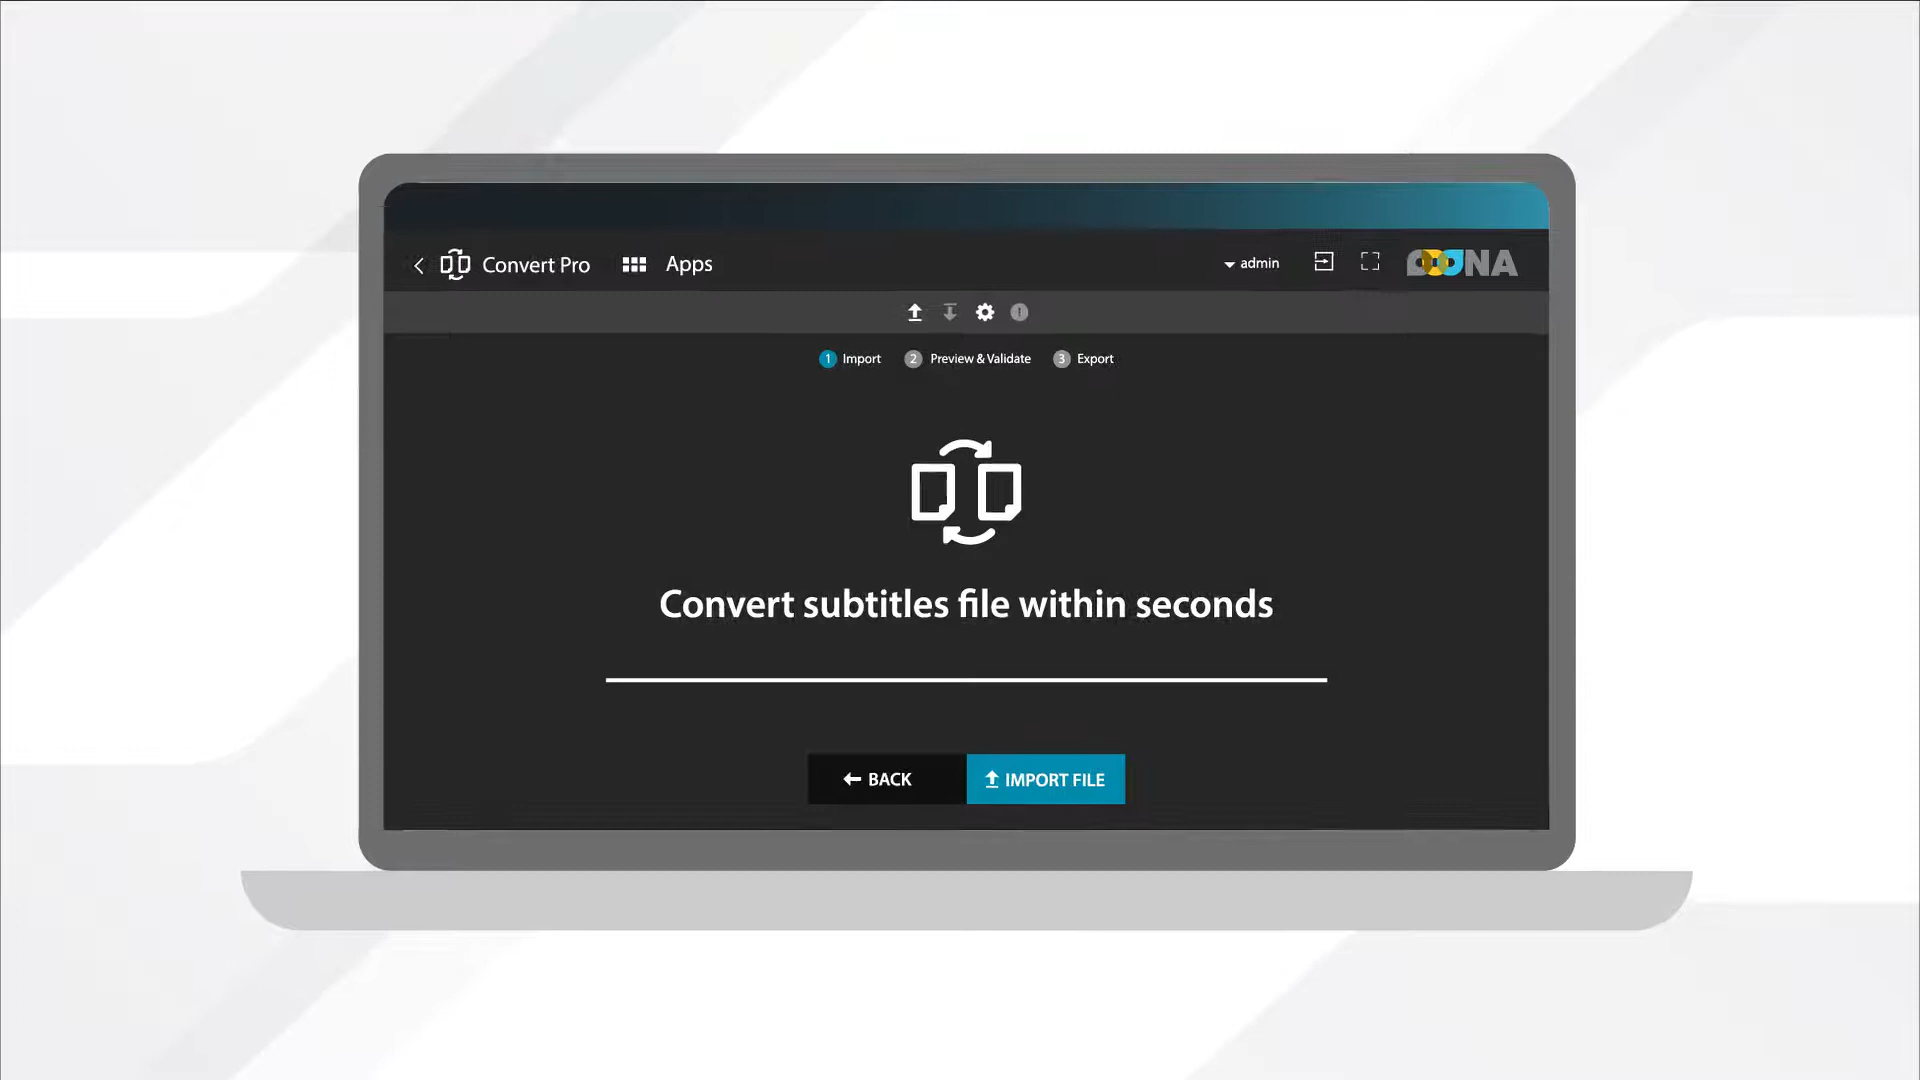 Convert Pro Apps admin OOONA
1 Import 2 Preview & Validate 3 Export
Convert subtitles file within seconds
BACK IMPORT FILE